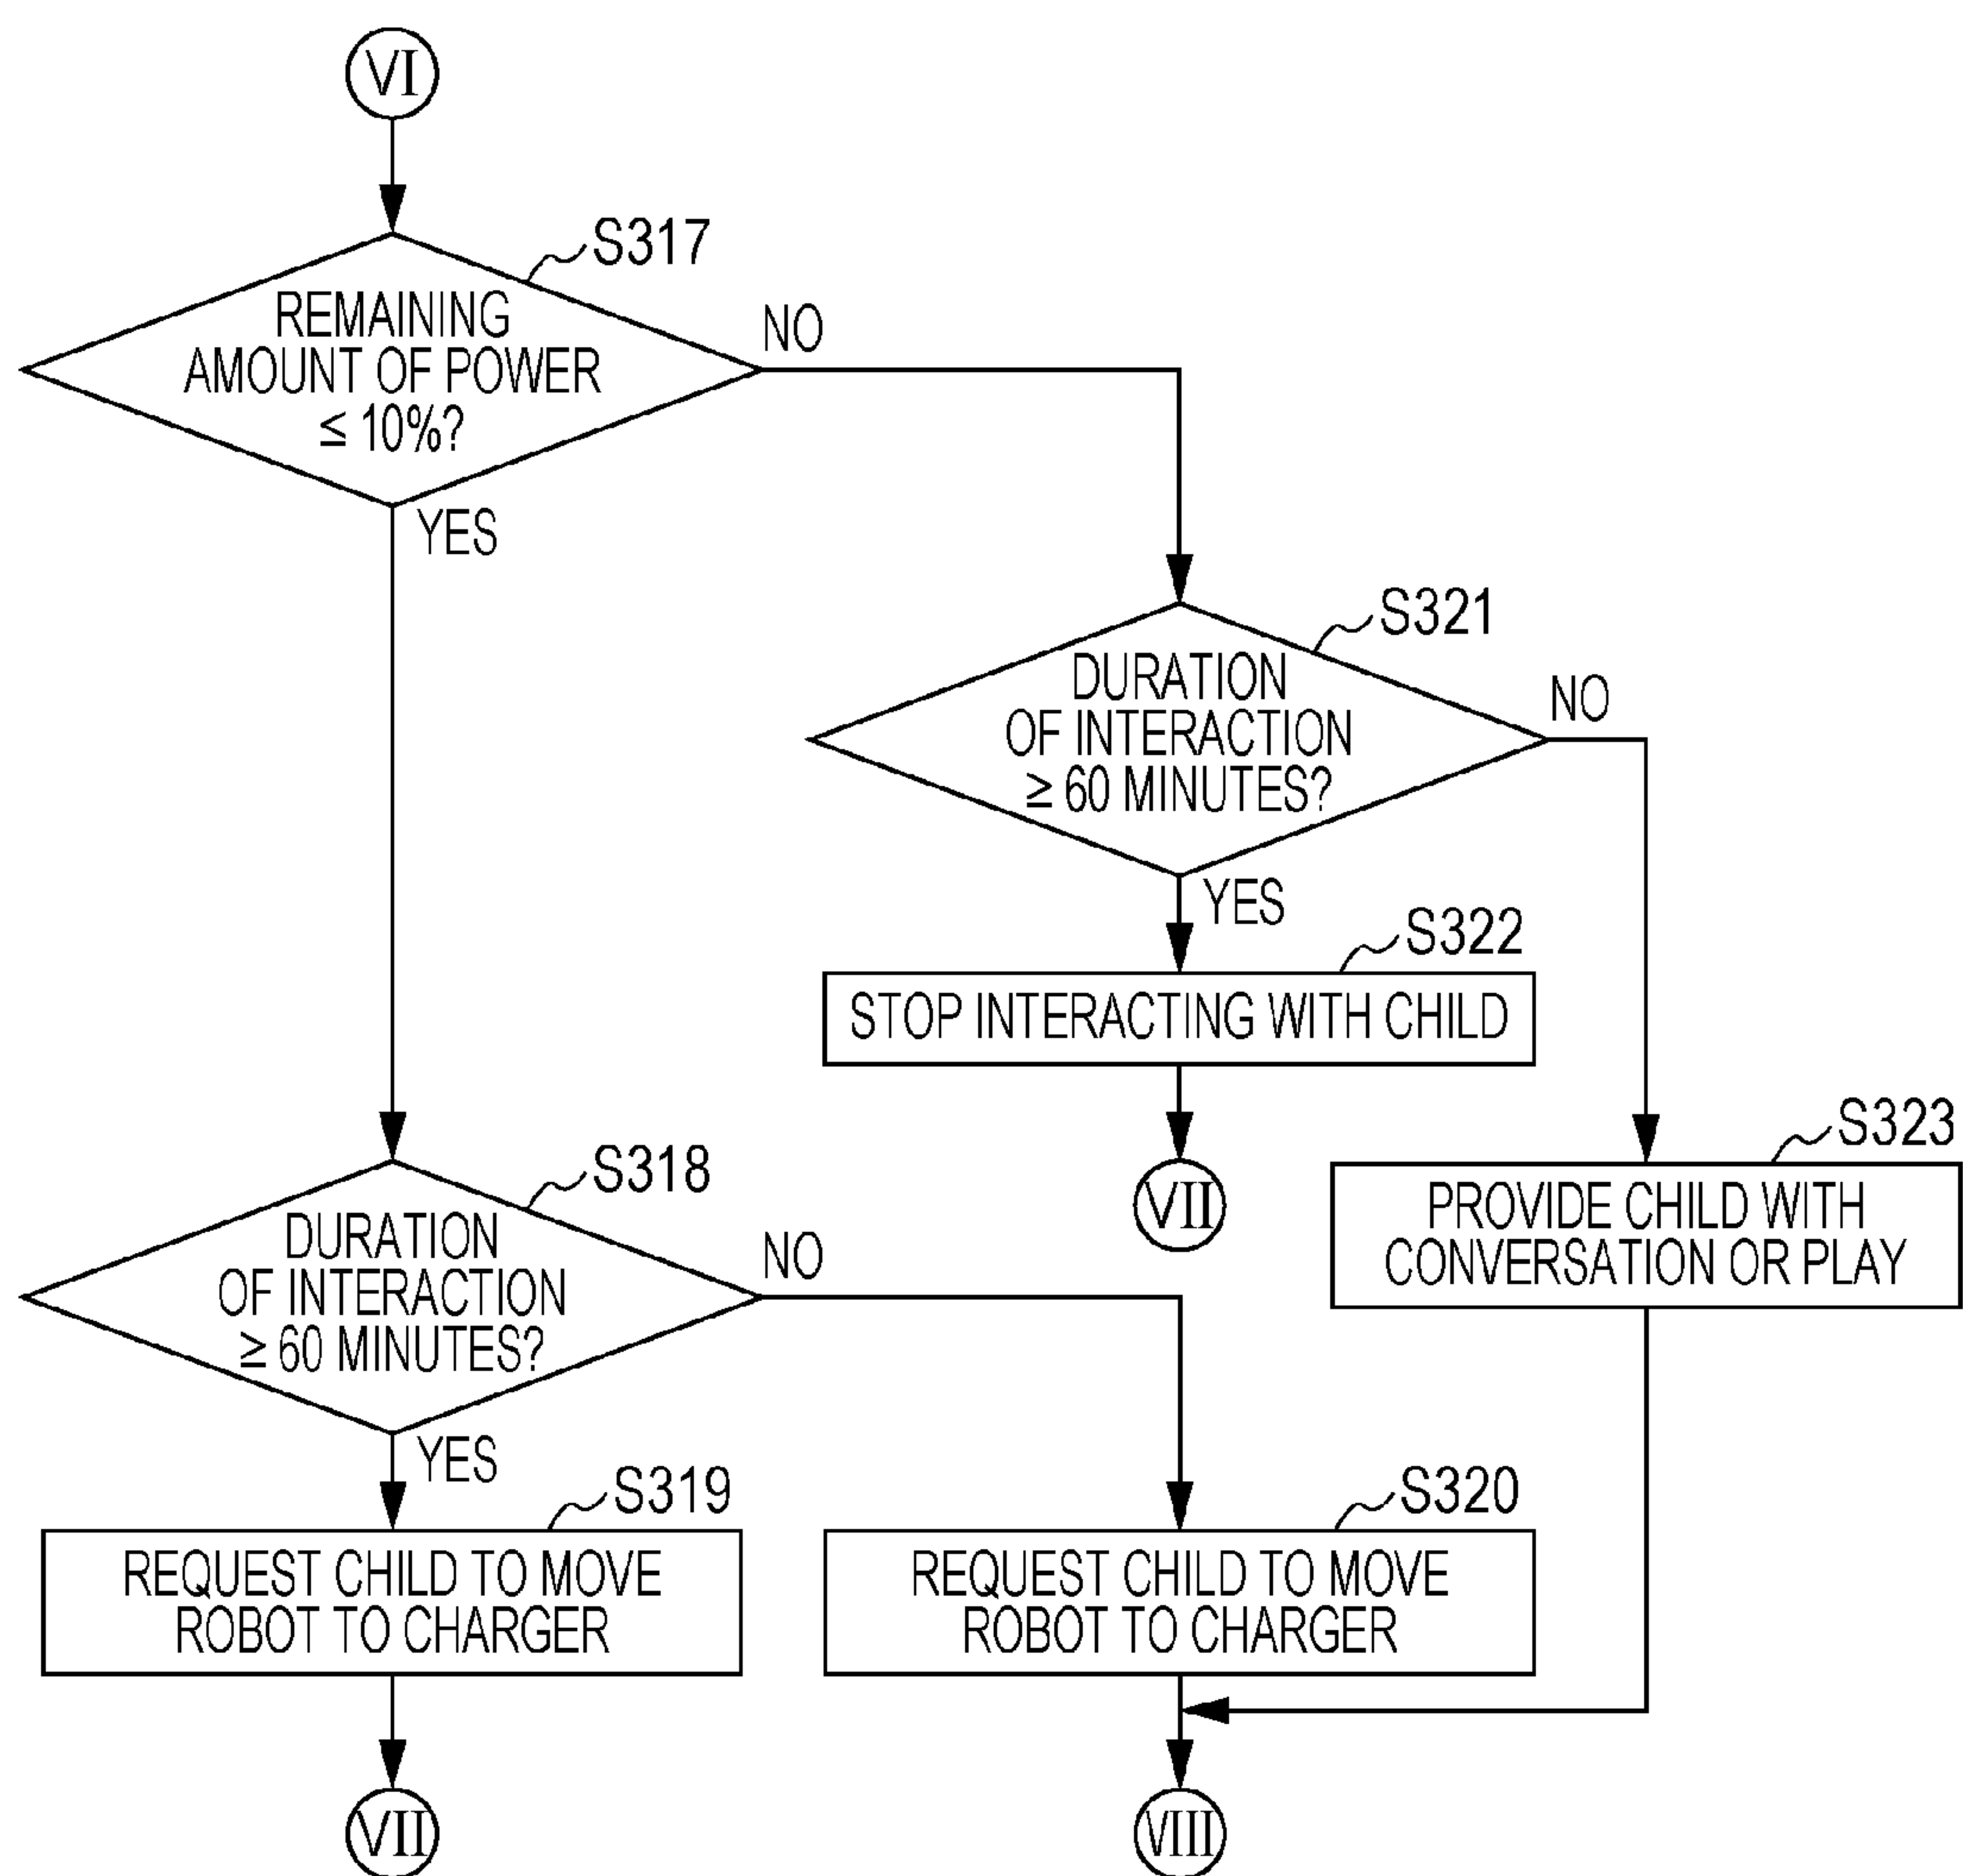 VI
S317
REMAINING
AMOUNT OF POWER
≤ 10%?
NO
YES
S321
DURATION
OF INTERACTION
≥ 60 MINUTES?
NO
YES
S322
STOP INTERACTING WITH CHILD
VII
S323
PROVIDE CHILD WITH
CONVERSATION OR PLAY
S318
DURATION
OF INTERACTION
≥ 60 MINUTES?
NO
YES
S319
REQUEST CHILD TO MOVE
ROBOT TO CHARGER
VII
S320
REQUEST CHILD TO MOVE
ROBOT TO CHARGER
VIII